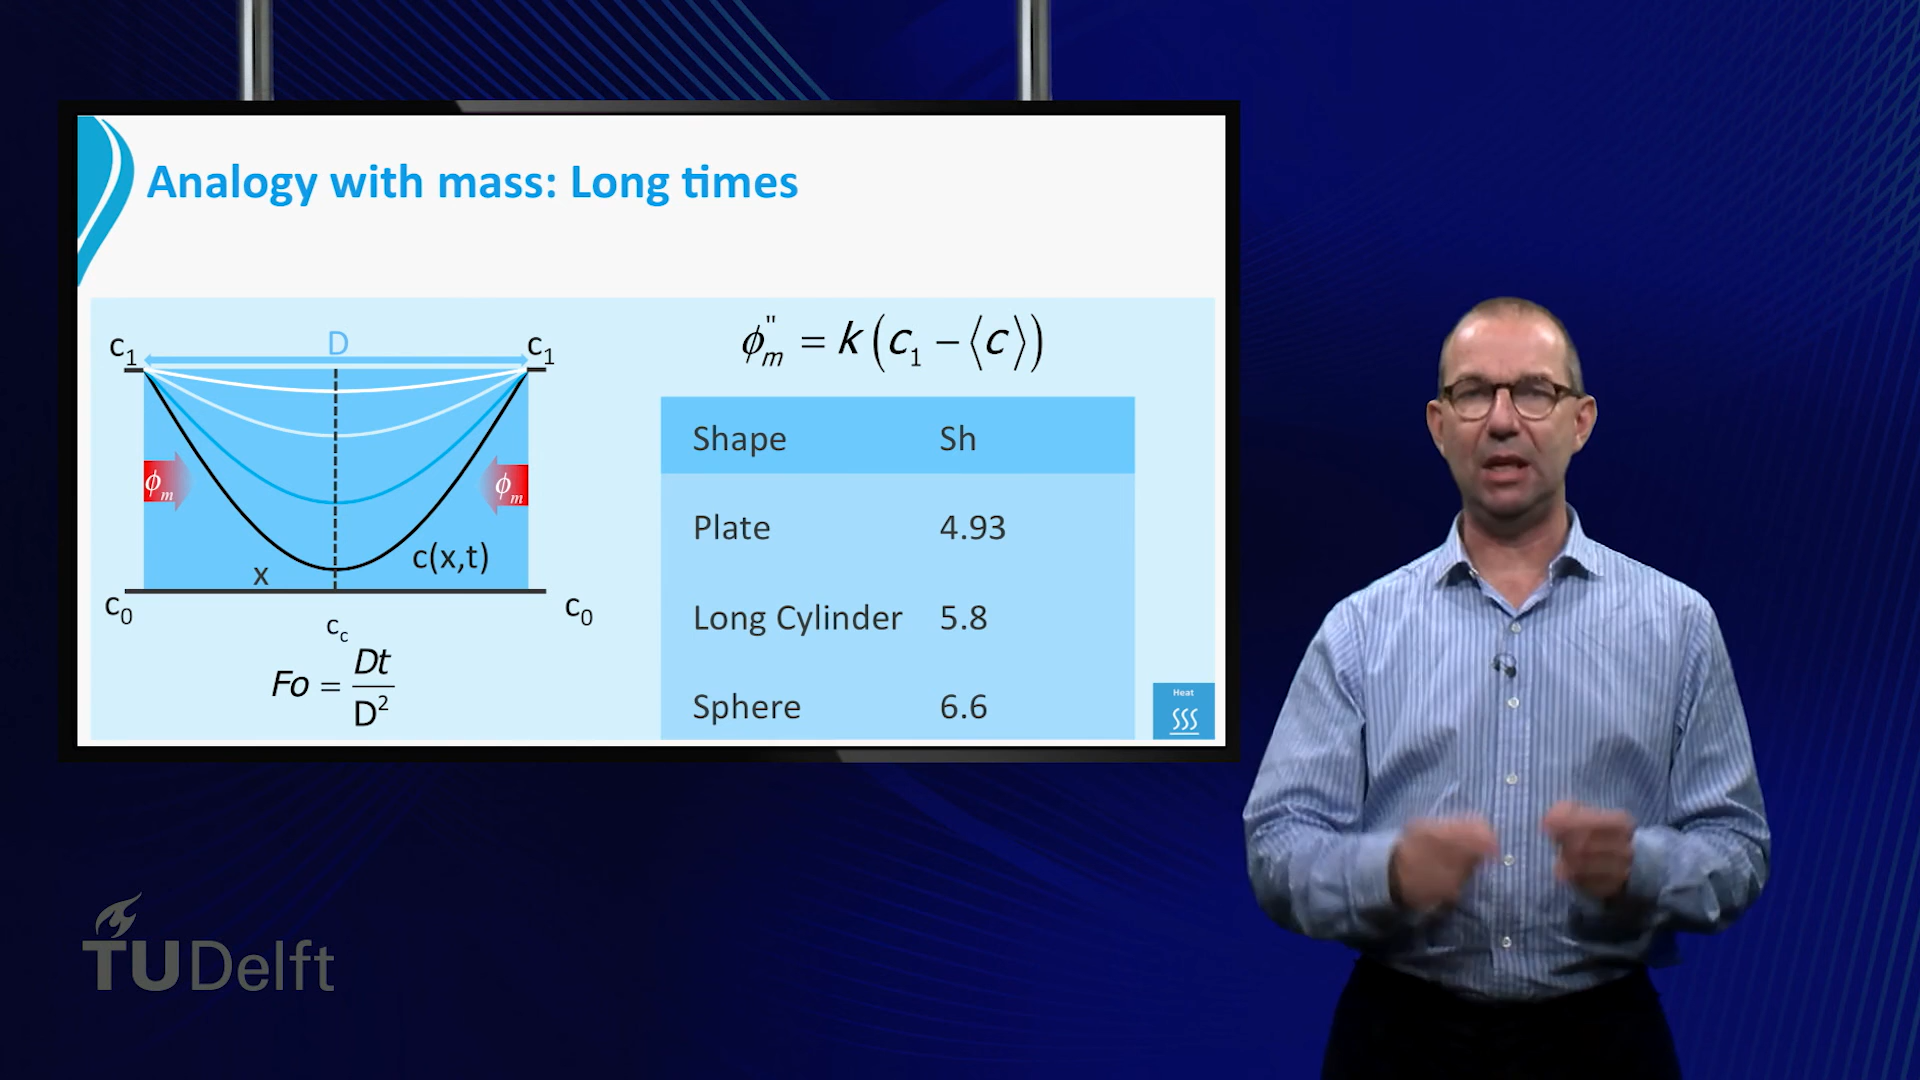 Analogy with mass: Long times
c1 D c1
ϕm ϕm
c(x,t)
x
c0 c0
cc
Fo = Dt / D²
ϕ"m = k(c1 − ⟨c⟩)
Shape Sh
Plate 4.93
Long Cylinder 5.8
Sphere 6.6
Heat
TUDelft